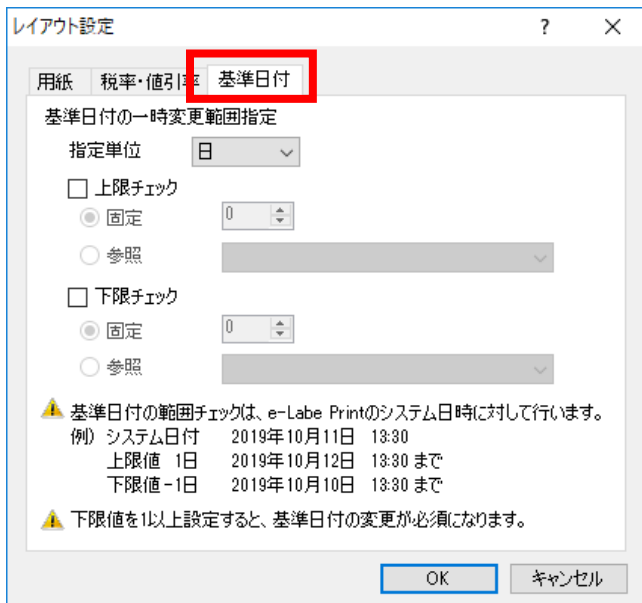 レイアウト設定
用紙 税率・値引率 基準日付
基準日付の一時変更範囲指定
指定単位 日
上限チェック
固定 0
参照
下限チェック
固定 0
参照
基準日付の範囲チェックは、e-Labe Printのシステム日時に対して行います。
例) システム日付 2019年10月11日 13:30
上限値 1日 2019年10月12日 13:30 まで
下限値-1日 2019年10月10日 13:30 まで
下限値を1以上設定すると、基準日付の変更が必須になります。
OK キャンセル